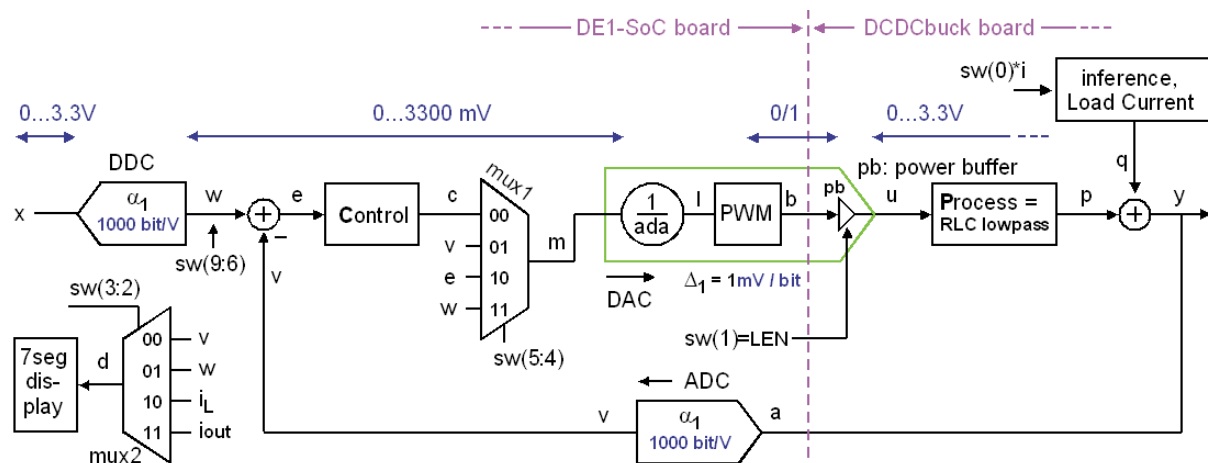 DE1-SoC board
DCDCbuck board
sw(0)*i
inference,
Load Current
0...3.3V
0...3300 mV
0/1
0...3.3V
DDC
mux1
pb: power buffer
q
x
α1
1000 bit/V
w
+
−
e
Control
c
00
v 01
e 10
w 11
m
1
ada
l
PWM
b
pb
u
Process =
RLC lowpass
p
+
y
sw(9:6)
v
DAC
Δ1 = 1mV / bit
sw(3:2)
sw(5:4)
sw(1)=LEN
7seg
dis-
play
d
00 v
01 w
10 iL
11 iout
mux2
ADC
v
α1
1000 bit/V
a